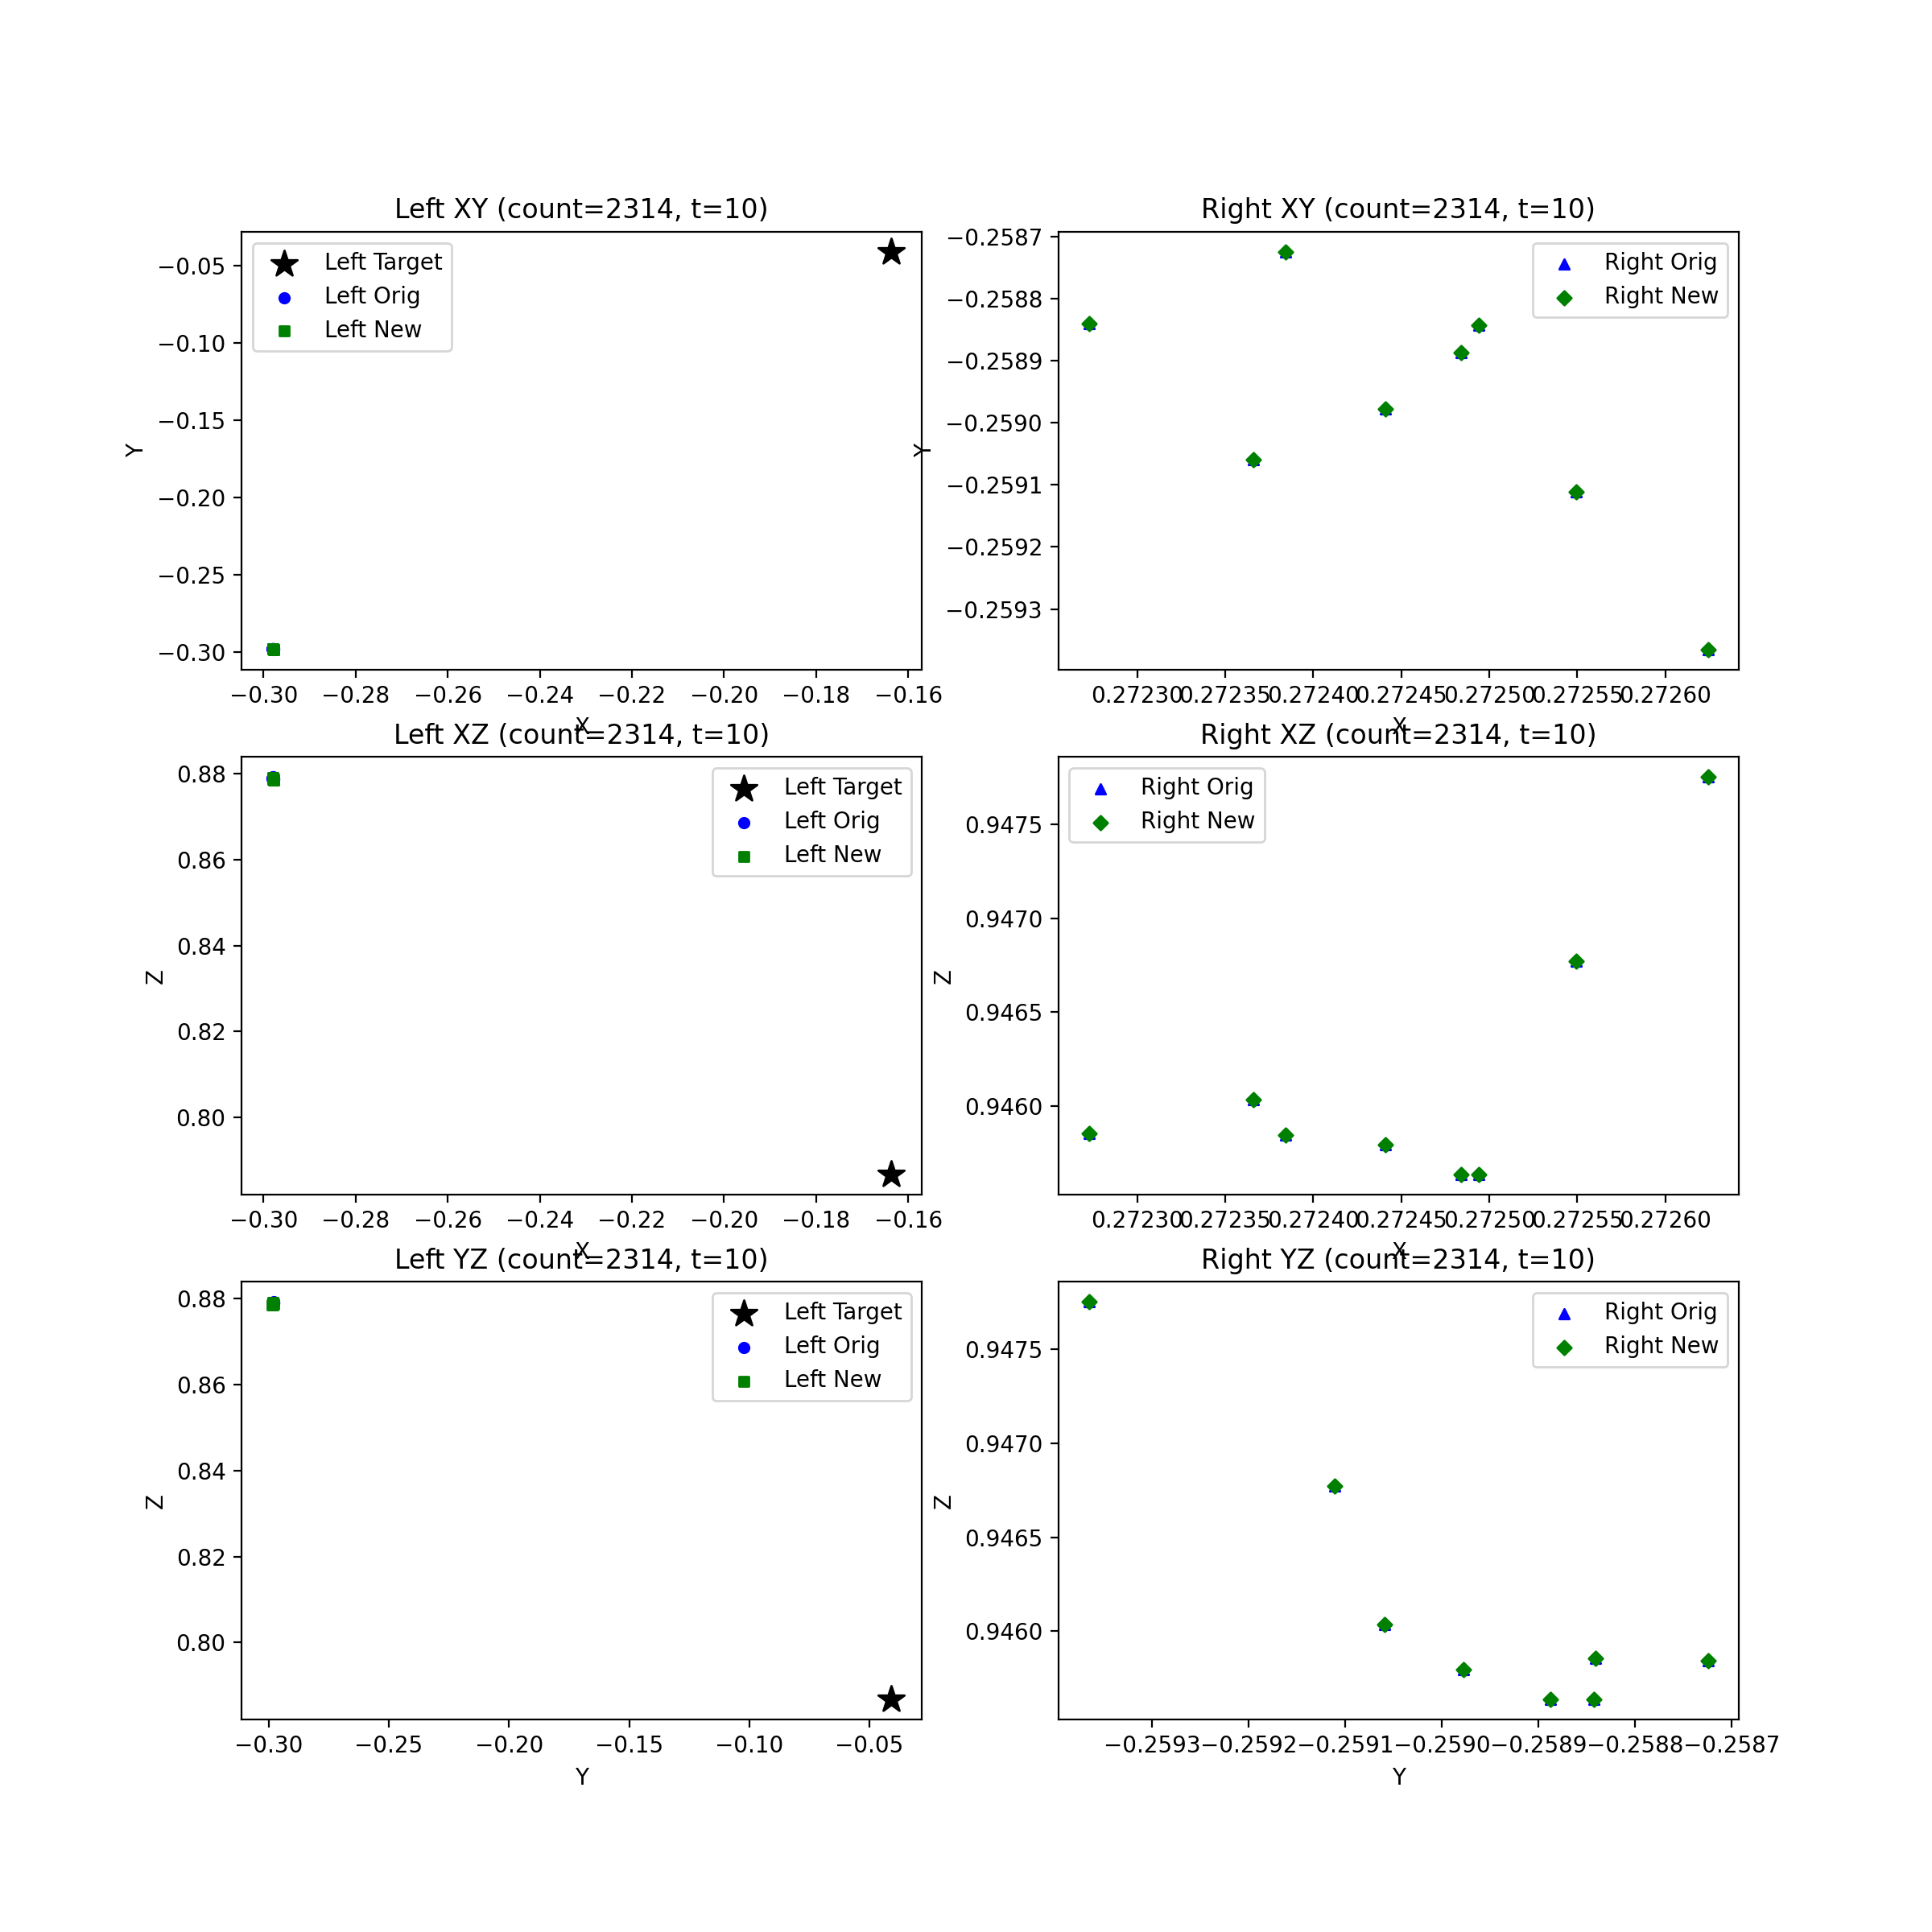 Left XY (count=2314, t=10)
Left Target
Left Orig
Left New
−0.05
−0.10
−0.15
−0.20
−0.25
−0.30
Y
−0.30 −0.28 −0.26 −0.24 −0.22 −0.20 −0.18 −0.16
X
Right XY (count=2314, t=10)
Right Orig
Right New
−0.2587
−0.2588
−0.2589
−0.2590
−0.2591
−0.2592
−0.2593
Y
0.27230 0.27235 0.27240 0.27245 0.27250 0.27255 0.27260
X
Left XZ (count=2314, t=10)
Left Target
Left Orig
Left New
0.88
0.86
0.84
0.82
0.80
Z
−0.30 −0.28 −0.26 −0.24 −0.22 −0.20 −0.18 −0.16
X
Right XZ (count=2314, t=10)
Right Orig
Right New
0.9475
0.9470
0.9465
0.9460
Z
0.27230 0.27235 0.27240 0.27245 0.27250 0.27255 0.27260
X
Left YZ (count=2314, t=10)
Left Target
Left Orig
Left New
0.88
0.86
0.84
0.82
0.80
Z
−0.30 −0.25 −0.20 −0.15 −0.10 −0.05
Y
Right YZ (count=2314, t=10)
Right Orig
Right New
0.9475
0.9470
0.9465
0.9460
Z
−0.2593 −0.2592 −0.2591 −0.2590 −0.2589 −0.2588 −0.2587
Y